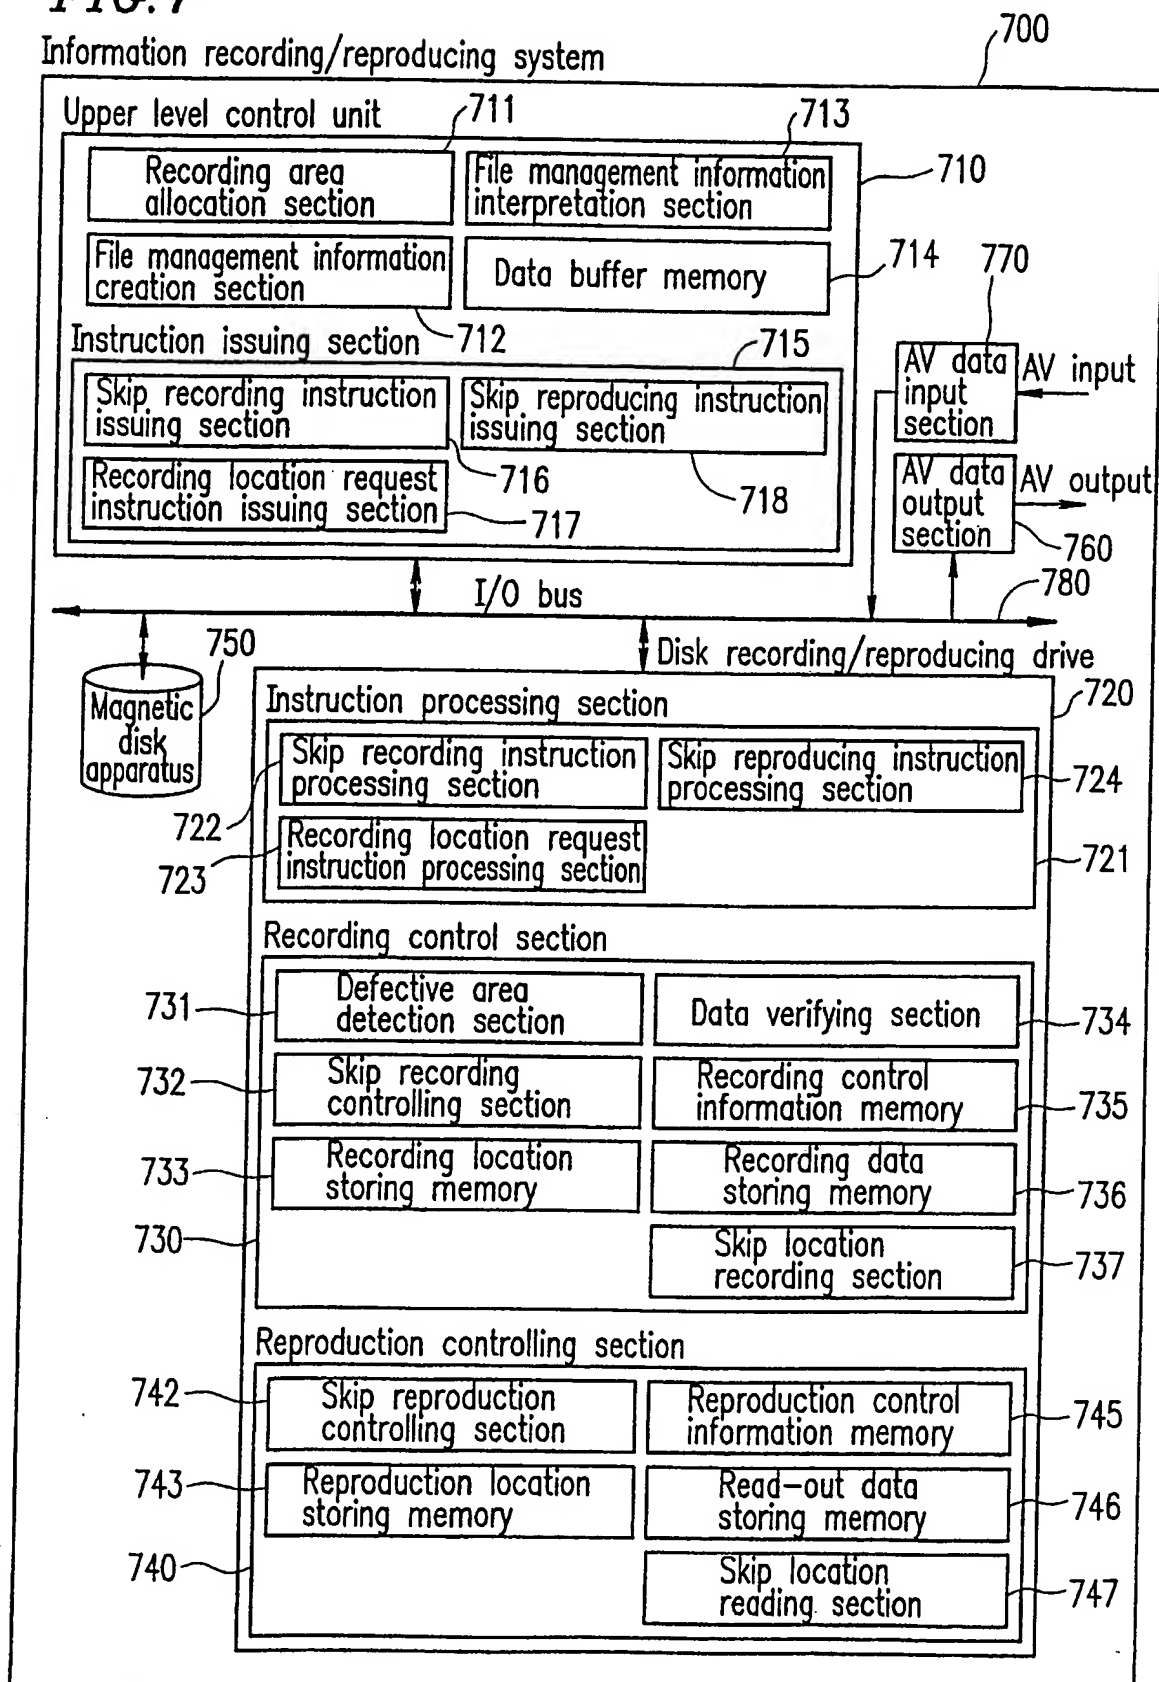 FIG. 7
700
Information recording/reproducing system
Upper level control unit
711
713
Recording area
allocation section
File management information
interpretation section
710
File management information
creation section
Data buffer memory
714
770
712
Instruction issuing section
715
AV data
input
section
AV input
Skip recording instruction
issuing section
Skip reproducing instruction
issuing section
716
718
Recording location request
instruction issuing section
717
AV data
output
section
AV output
760
I/O bus
780
750
Magnetic
disk
apparatus
Disk recording/reproducing drive
720
Instruction processing section
Skip recording instruction
processing section
Skip reproducing instruction
processing section
724
722
Recording location request
instruction processing section
723
721
Recording control section
731
Defective area
detection section
Data verifying section
734
732
Skip recording
controlling section
Recording control
information memory
735
733
Recording location
storing memory
Recording data
storing memory
736
730
Skip location
recording section
737
Reproduction controlling section
742
Skip reproduction
controlling section
Reproduction control
information memory
745
743
Reproduction location
storing memory
Read-out data
storing memory
746
740
Skip location
reading section
747